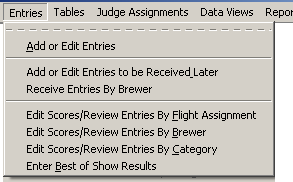 Entries Tables Judge Assignments Data Views
Add or Edit Entries
Add or Edit Entries to be Received Later
Receive Entries By Brewer
Edit Scores/Review Entries By Flight Assignment
Edit Scores/Review Entries By Brewer
Edit Scores/Review Entries By Category
Enter Best of Show Results